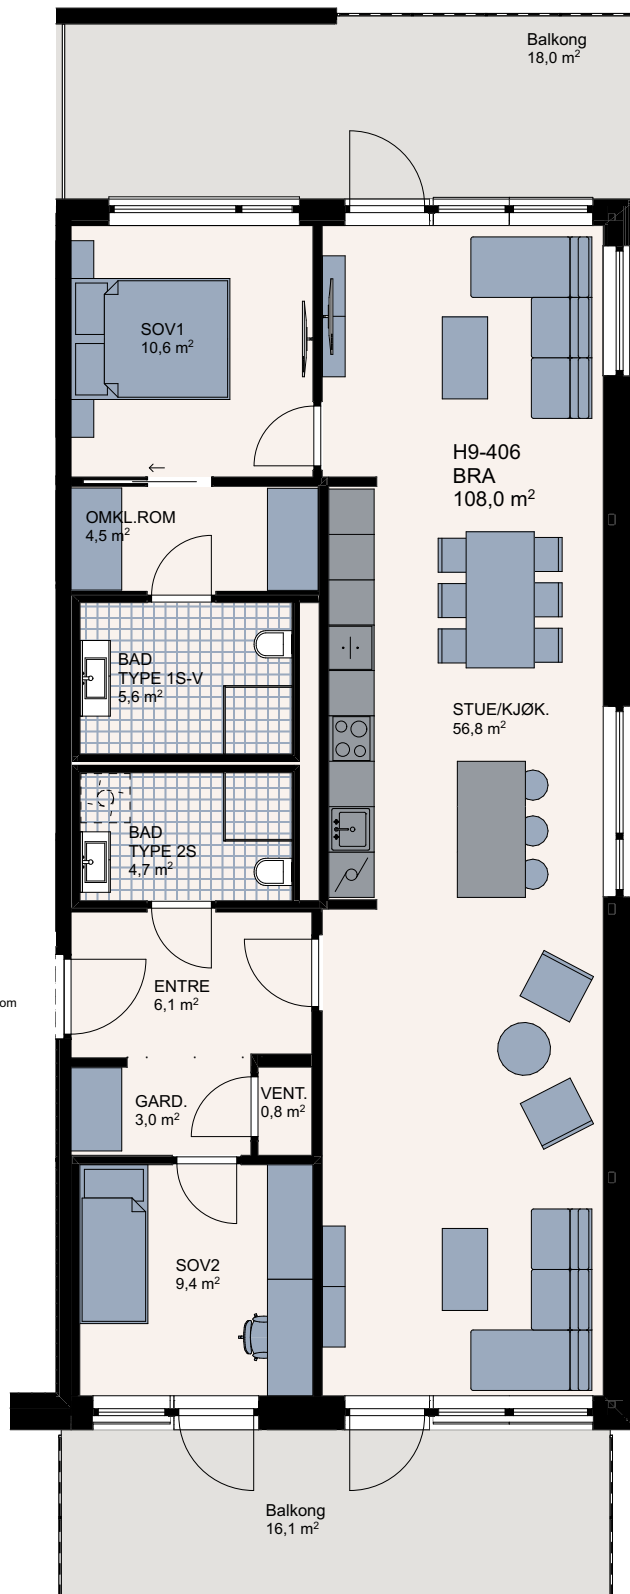 Balkong
18,0 m²
SOV1
10,6 m²
H9-406
BRA
108,0 m²
OMKL.ROM
4,5 m²
BAD
TYPE 1S-V
5,6 m²
STUE/KJØK.
56,8 m²
BAD
TYPE 2S
4,7 m²
ENTRE
6,1 m²
om
GARD.
3,0 m²
VENT.
0,8 m²
SOV2
9,4 m²
Balkong
16,1 m²